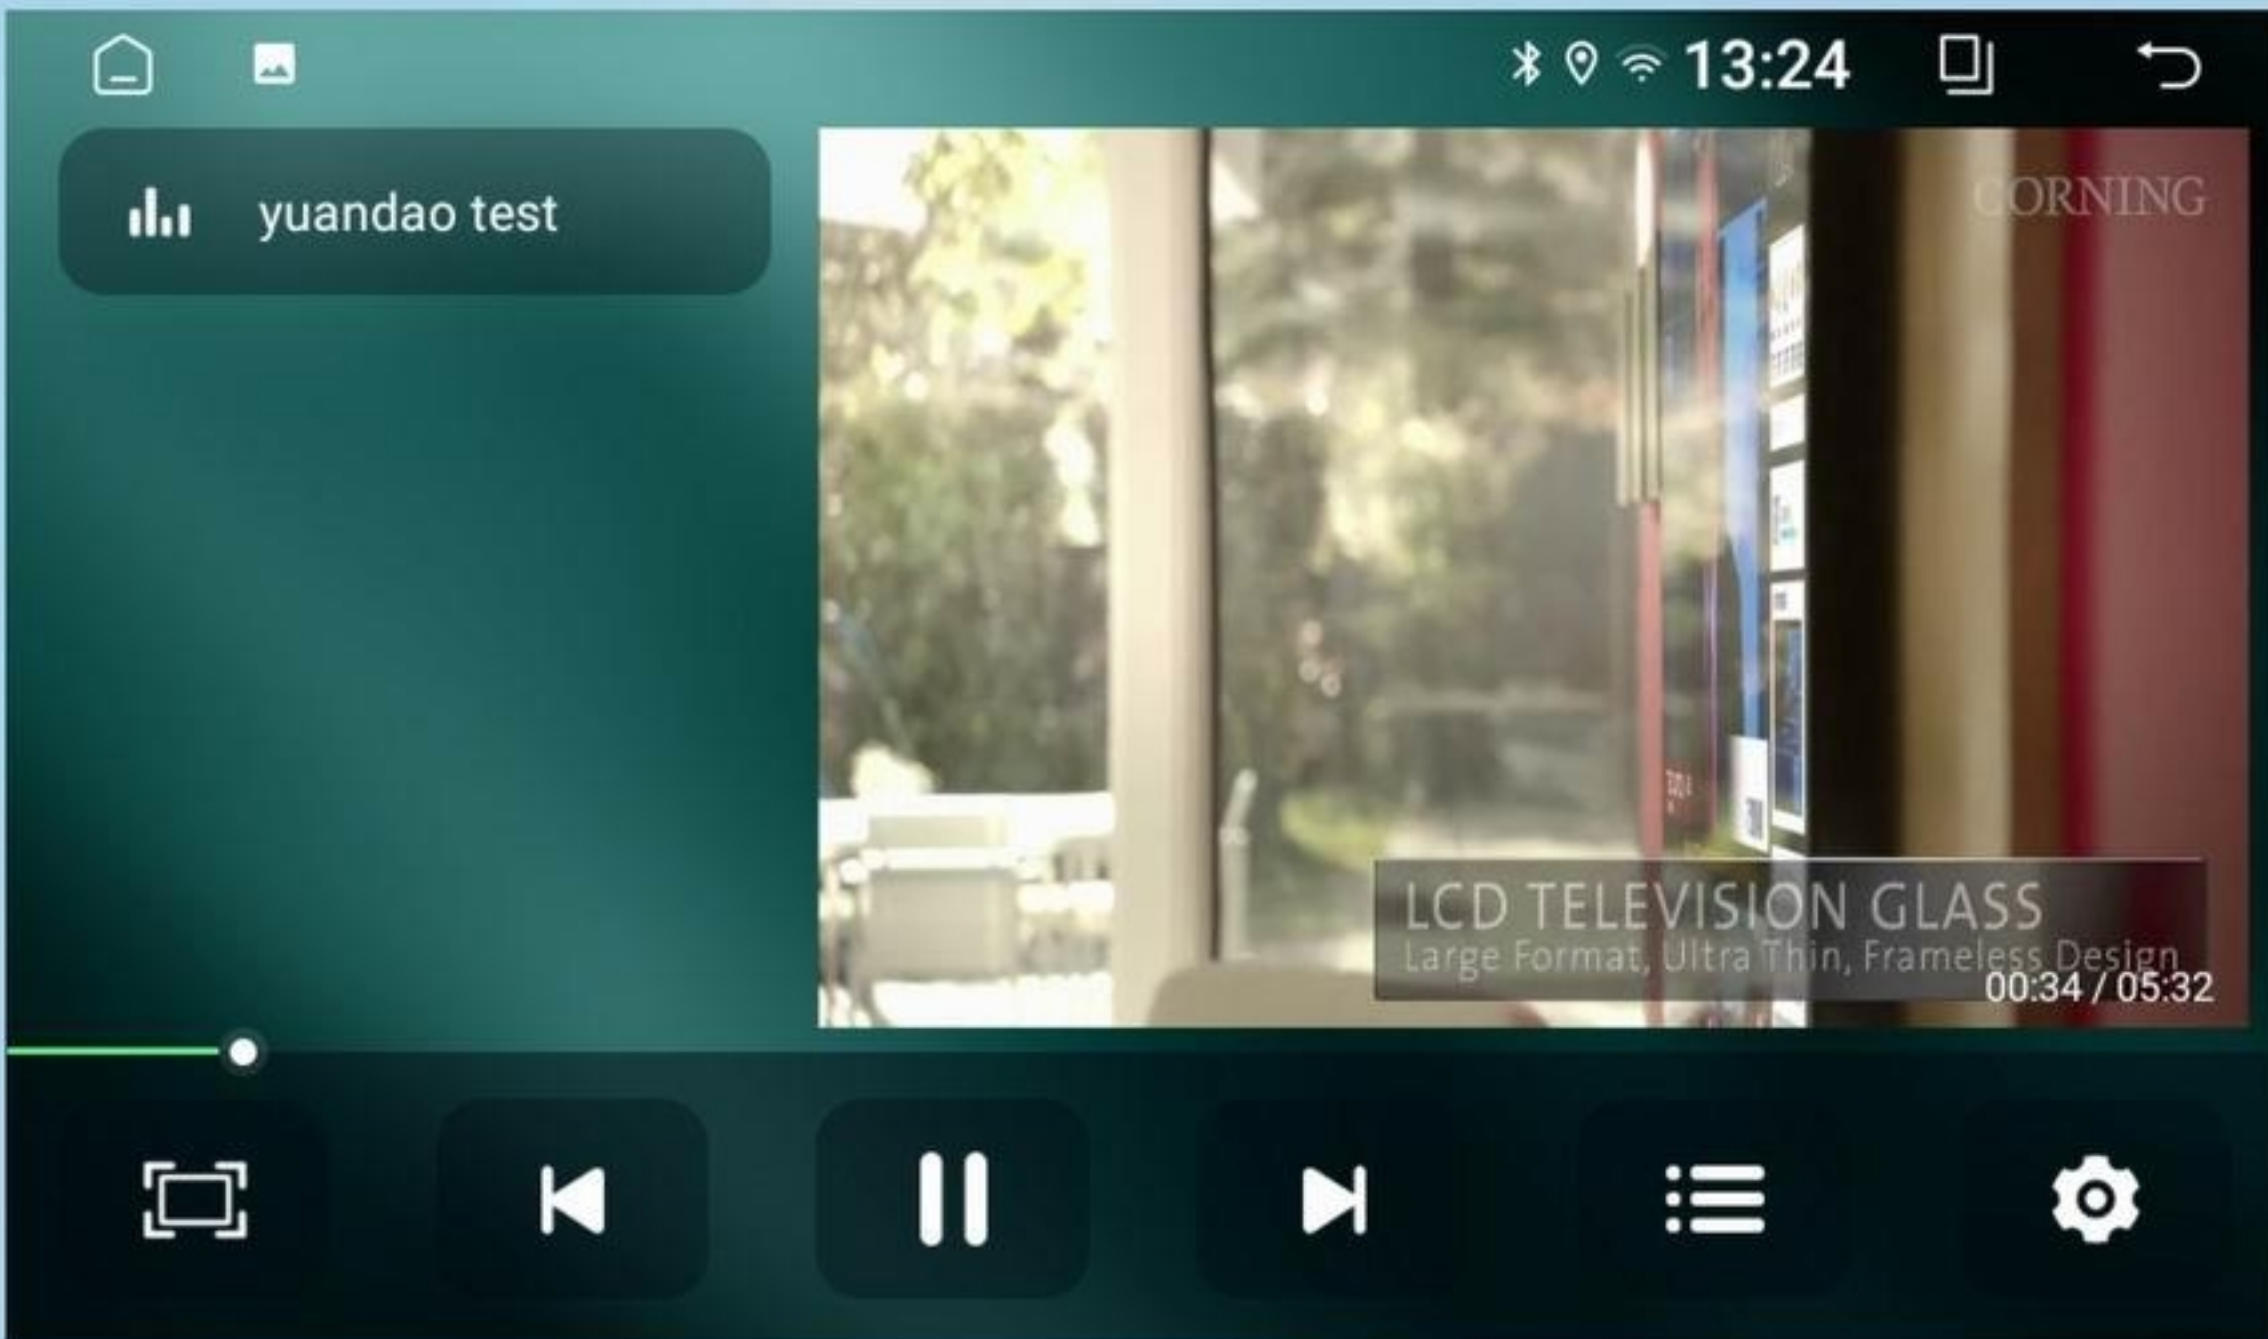 13:24
yuandao test
CORNING
LCD TELEVISION GLASS
Large Format, Ultra Thin, Frameless Design
00:34 / 05:32